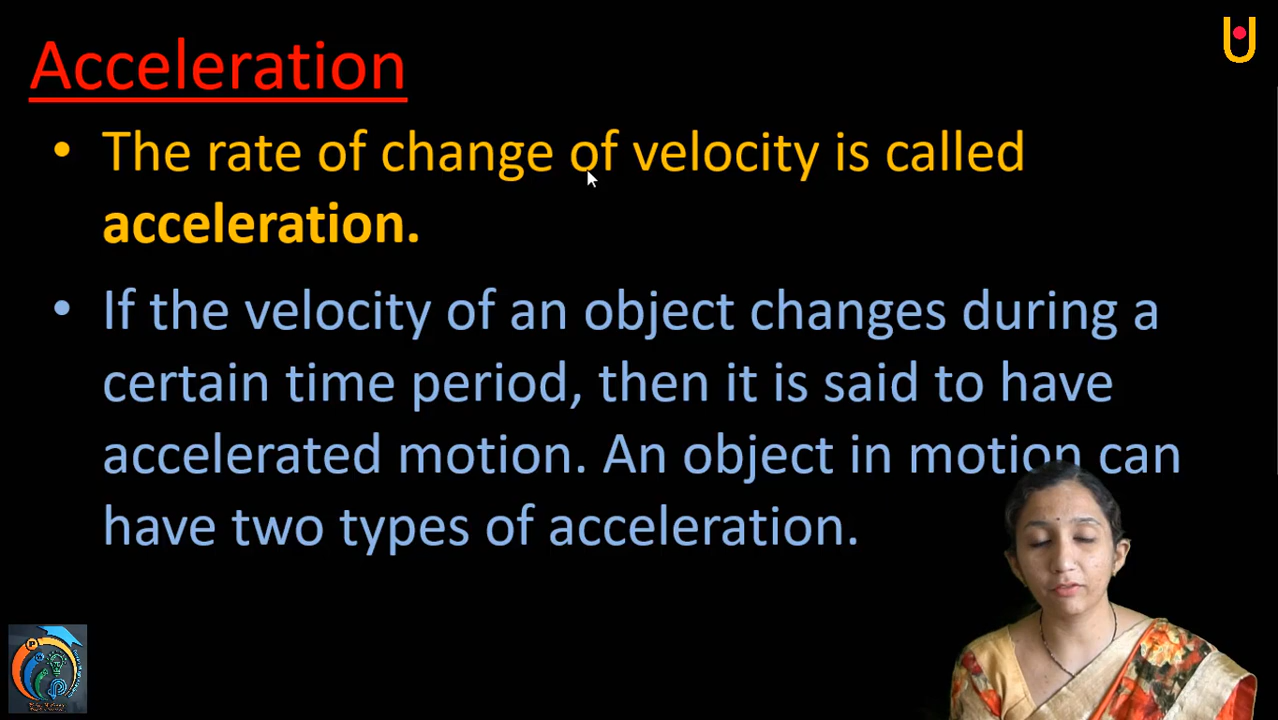 Acceleration
• The rate of change of velocity is called
acceleration.
• If the velocity of an object changes during a
certain time period, then it is said to have
accelerated motion. An object in motion can
have two types of acceleration.